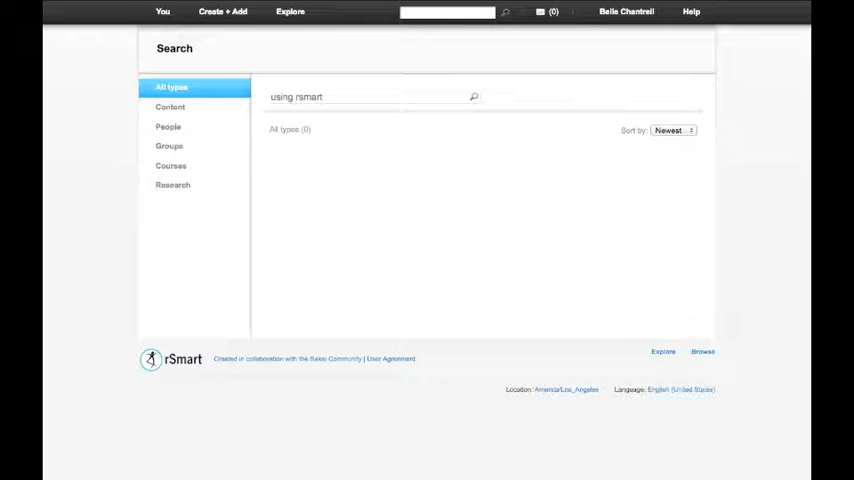 You Create + Add Explore (0) Belle Chantrell Help
Search
All types
Content
People
Groups
Courses
Research
using rsmart
All types (0) Sort by: Newest
rSmart Created in collaboration with the Sakai Community | User Agreement
Explore Browse
Location: America/Los_Angeles Language: English (United States)